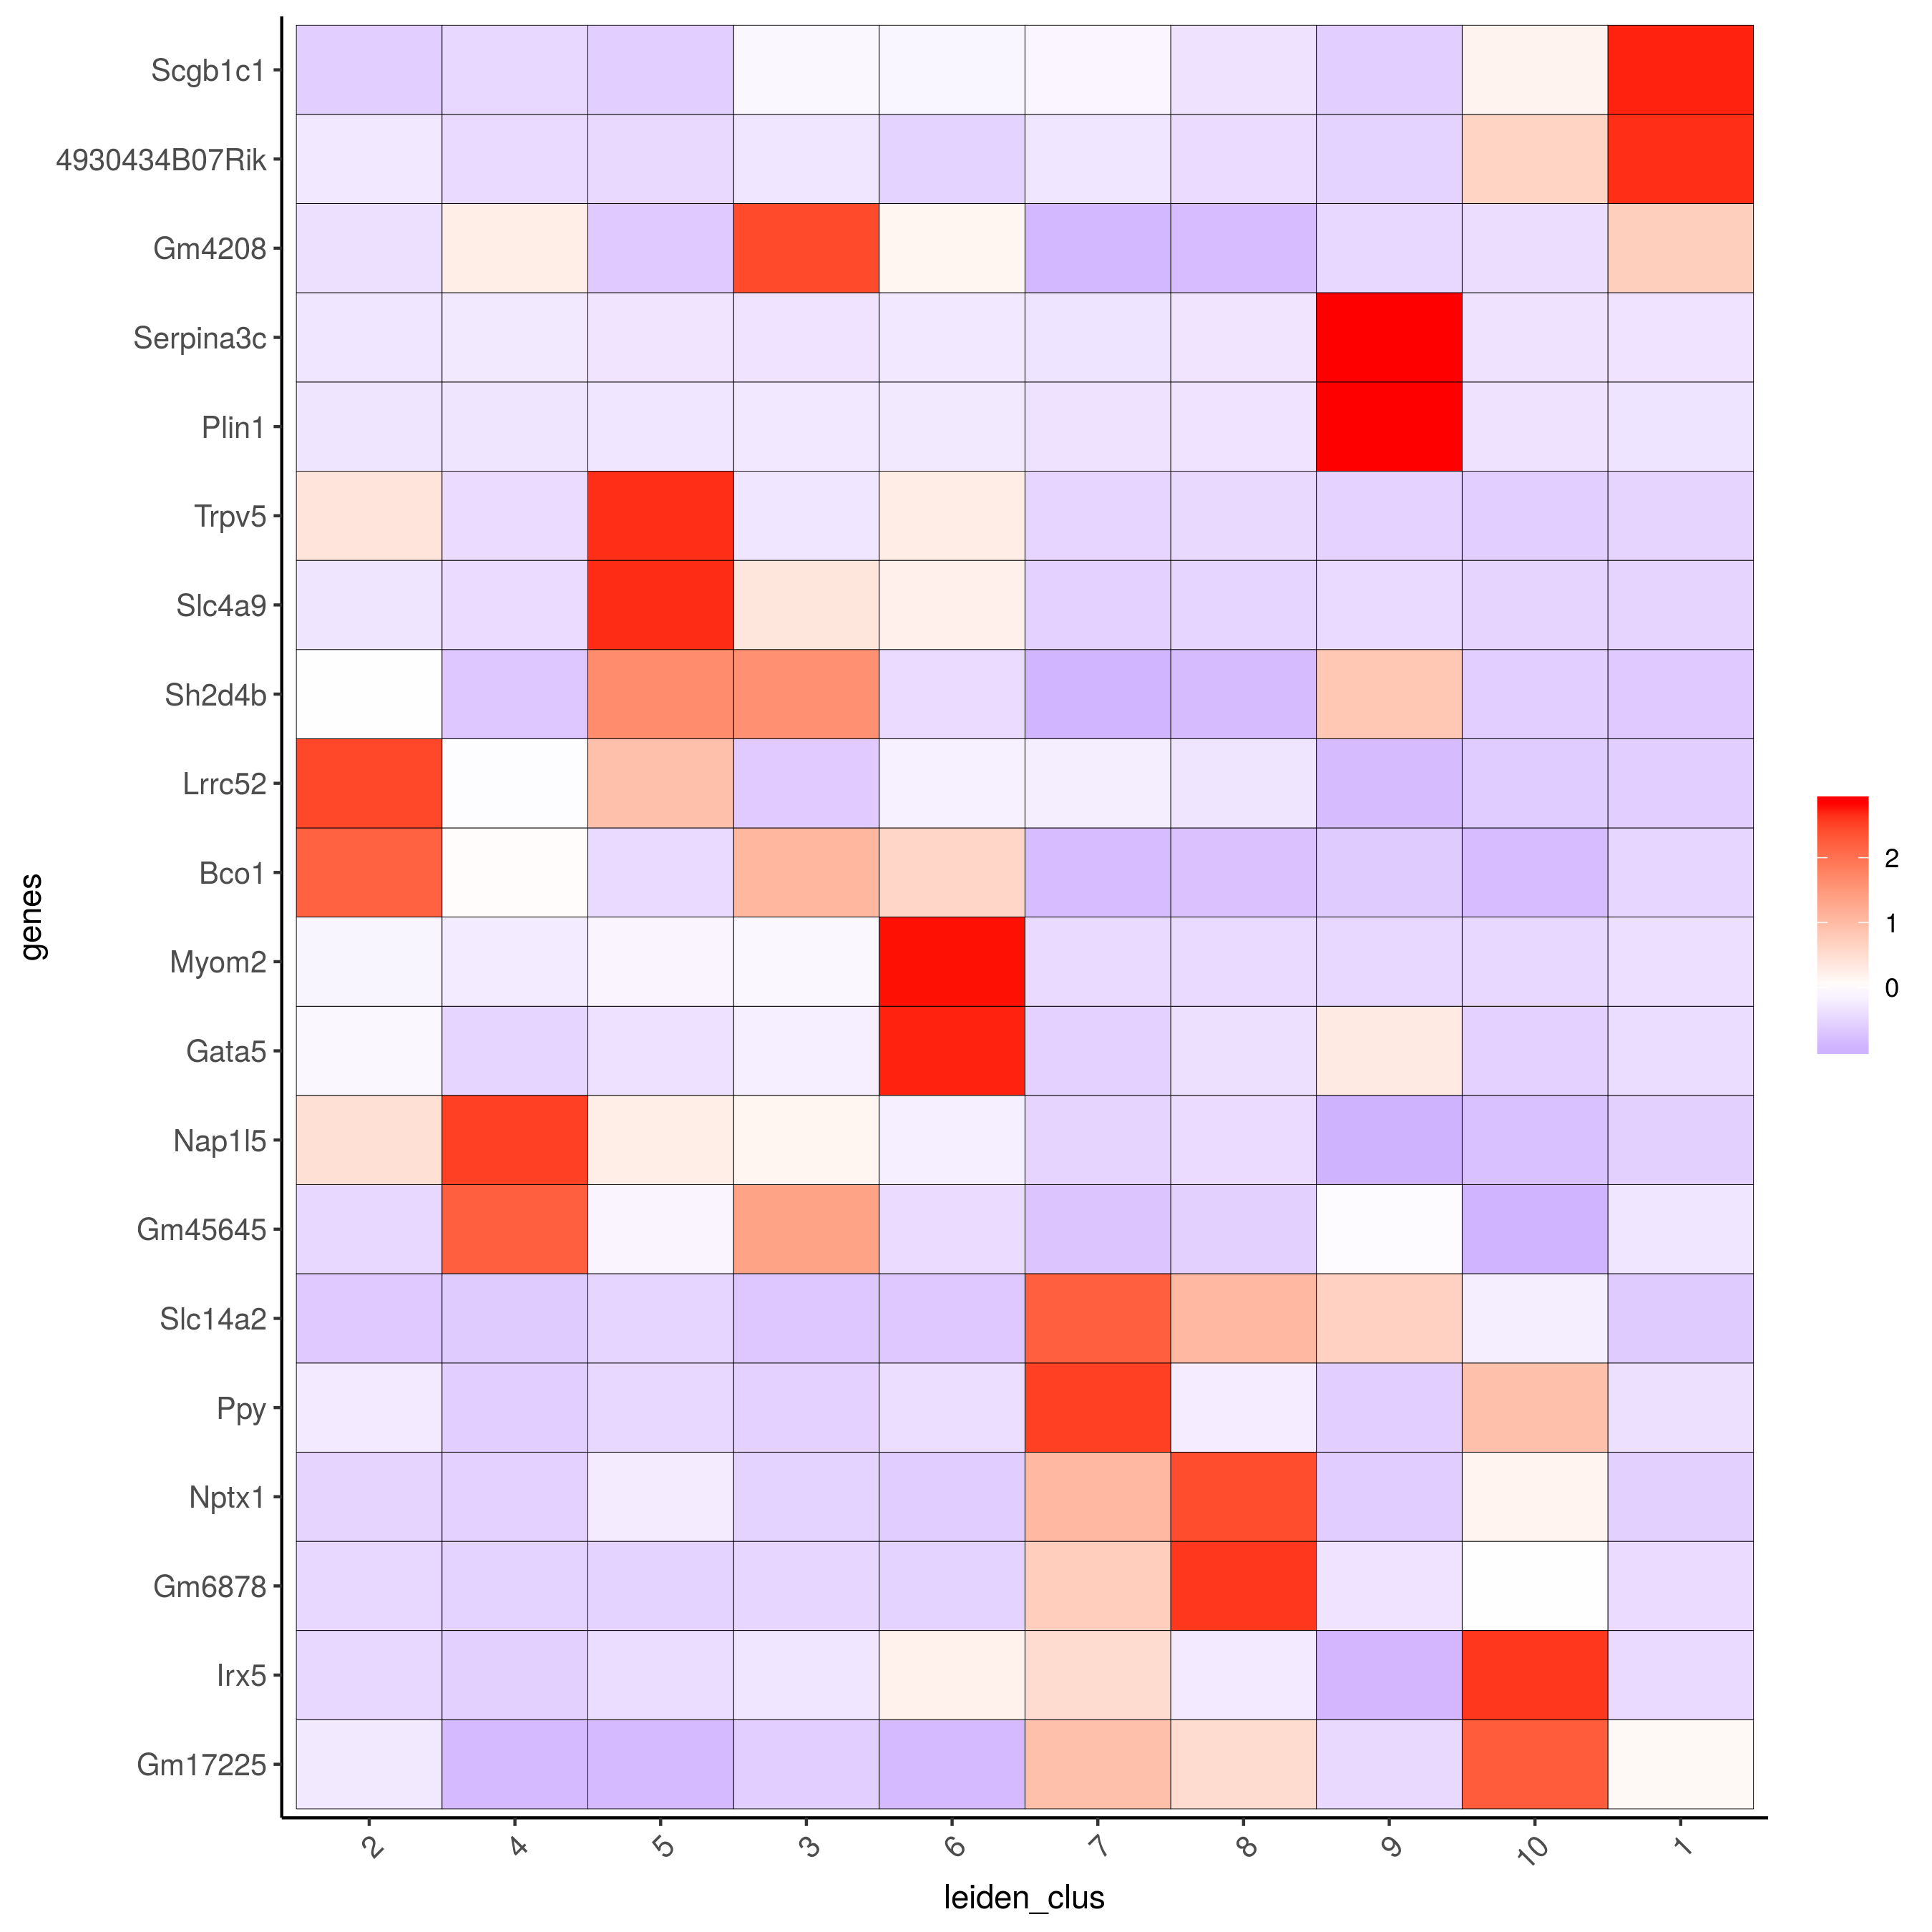 Scgb1c1
4930434B07Rik
Gm4208
Serpina3c
Plin1
Trpv5
Slc4a9
Sh2d4b
Lrrc52
Bco1
Myom2
Gata5
Nap1l5
Gm45645
Slc14a2
Ppy
Nptx1
Gm6878
Irx5
Gm17225
genes
2 4 5 3 6 7 8 9 10 1
leiden_clus
2
1
0